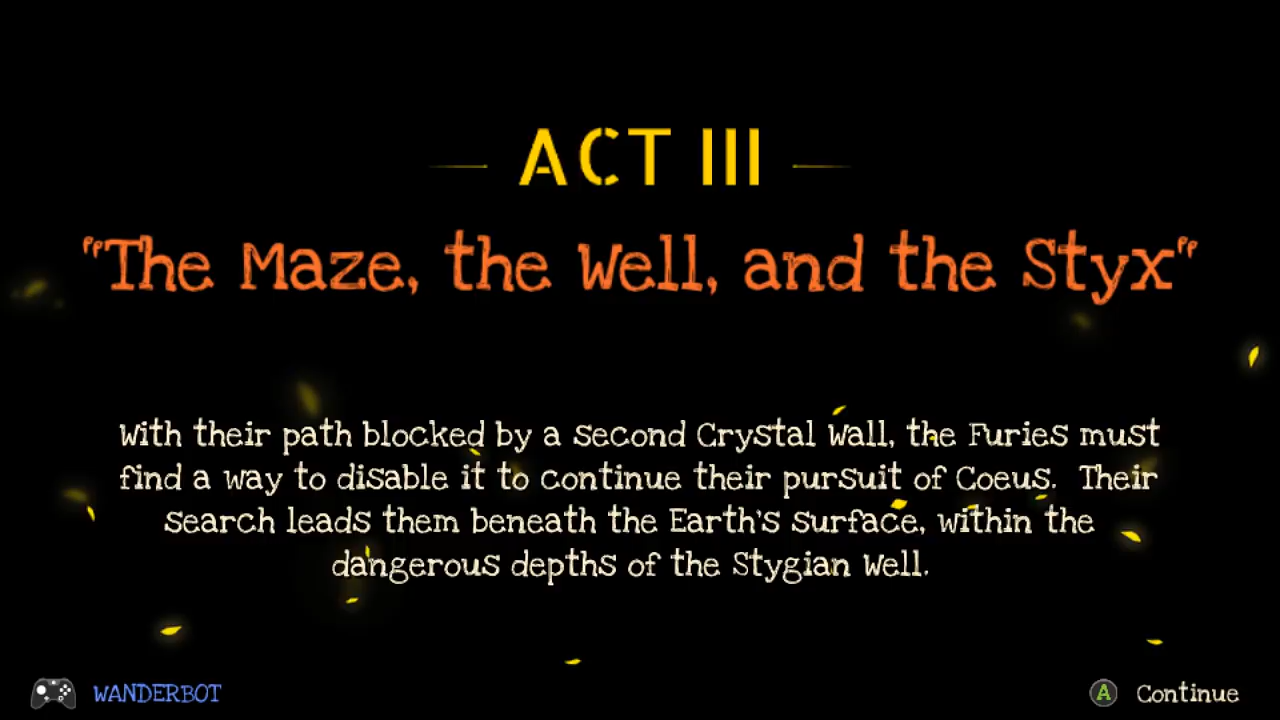 ACT III
"The Maze, the Well, and the Styx"
With their path blocked by a second Crystal Wall, the Furies must
find a way to disable it to continue their pursuit of Coeus.  Their
search leads them beneath the Earth's surface, within the
dangerous depths of the Stygian Well.
WANDERBOT
A Continue